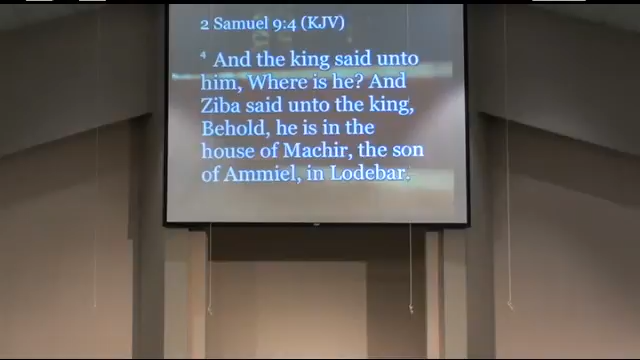 2 Samuel 9:4 (KJV)
4 And the king said unto
him, Where is he? And
Ziba said unto the king,
Behold, he is in the
house of Machir, the son
of Ammiel, in Lodebar.